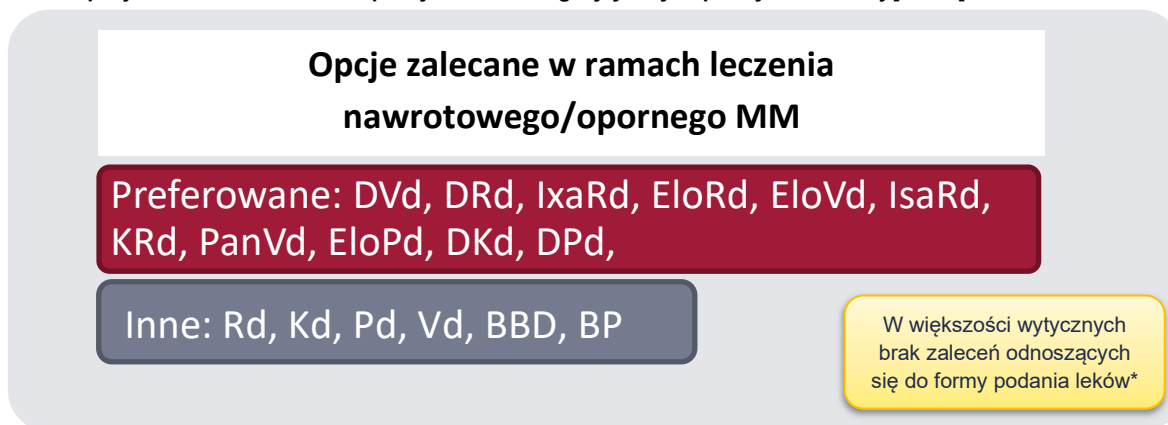 Opcje zalecane w ramach leczenia
nawrotowego/opornego MM
Preferowane: DVd, DRd, IxaRd, EloRd, EloVd, IsaRd,
KRd, PanVd, EloPd, DKd, DPd,
Inne: Rd, Kd, Pd, Vd, BBD, BP
W większości wytycznych
brak zaleceń odnoszących
się do formy podania leków*